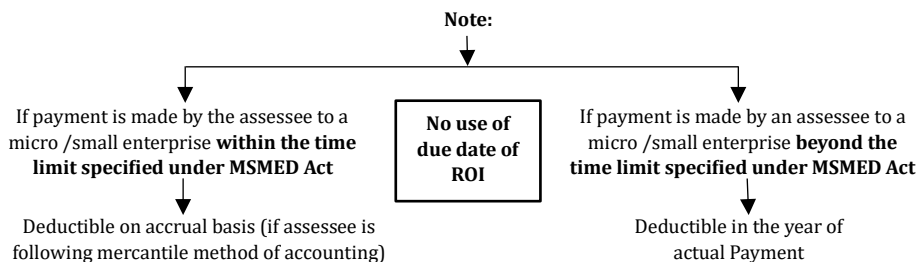 Note:
If payment is made by the assessee to a
micro /small enterprise within the time
limit specified under MSMED Act
Deductible on accrual basis (if assessee is
following mercantile method of accounting)
No use of
due date of
ROI
If payment is made by an assessee to a
micro /small enterprise beyond the
time limit specified under MSMED Act
Deductible in the year of
actual Payment